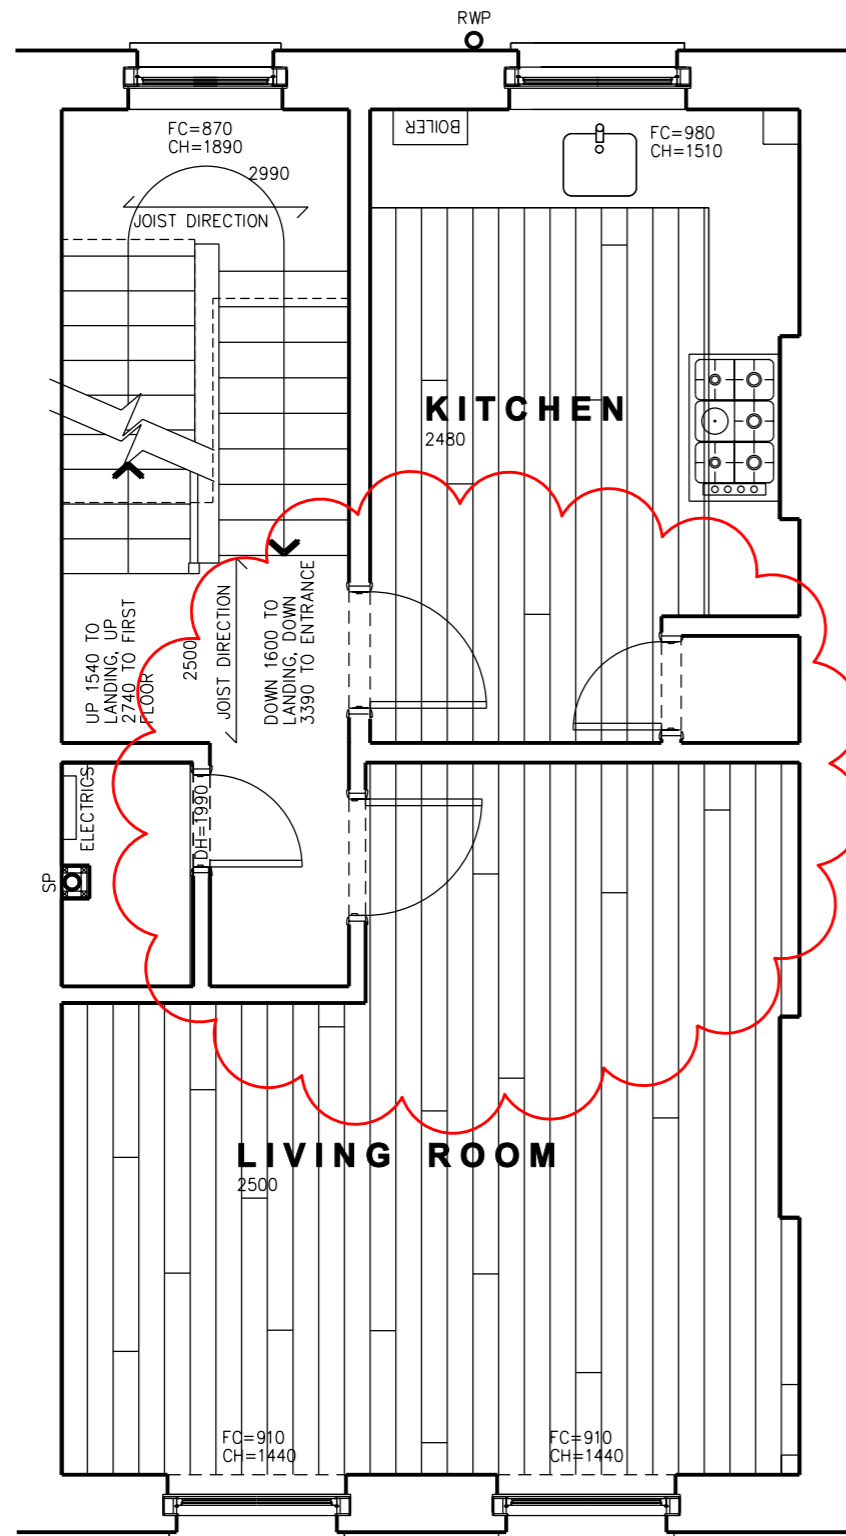 RWP
FC=870
CH=1890
2990
JOIST DIRECTION
BOILER
FC=980
CH=1510
KITCHEN
2480
UP 1540 TO
LANDING, UP
2740 TO FIRST
FLOOR
2500
JOIST DIRECTION
DOWN 1600 TO
LANDING, DOWN
3390 TO ENTRANCE
ELECTRICS
DH=1990
SP
LIVING ROOM
2500
FC=910
CH=1440
FC=910
CH=1440